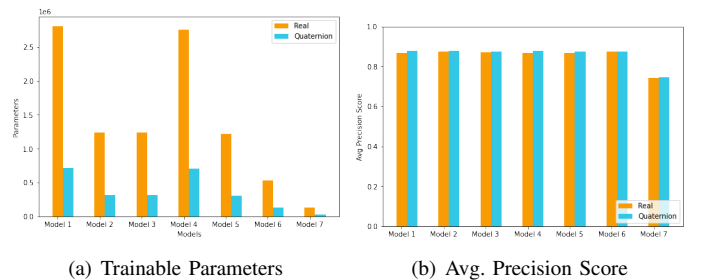 1e6
Real
Quaternion
2.5
2.0
1.5
1.0
0.5
0.0
Parameters
Model 1 Model 2 Model 3 Model 4 Model 5 Model 6 Model 7
Models
(a) Trainable Parameters
1.0
0.8
0.6
0.4
0.2
0.0
Avg Precision Score
Real
Quaternion
Model 1 Model 2 Model 3 Model 4 Model 5 Model 6 Model 7
(b) Avg. Precision Score